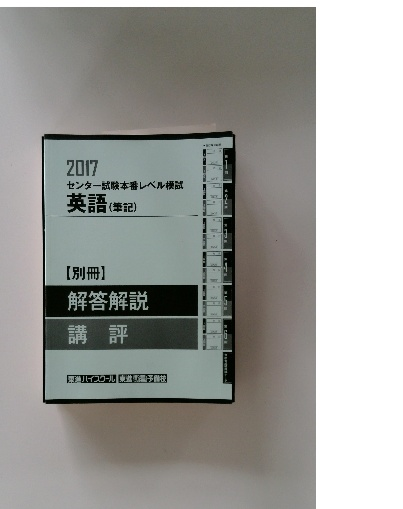 2017
センター試験本番レベル模試
英語(筆記)
【別冊】
解答解説
講評
東進ハイスクール 東進衛星予備校